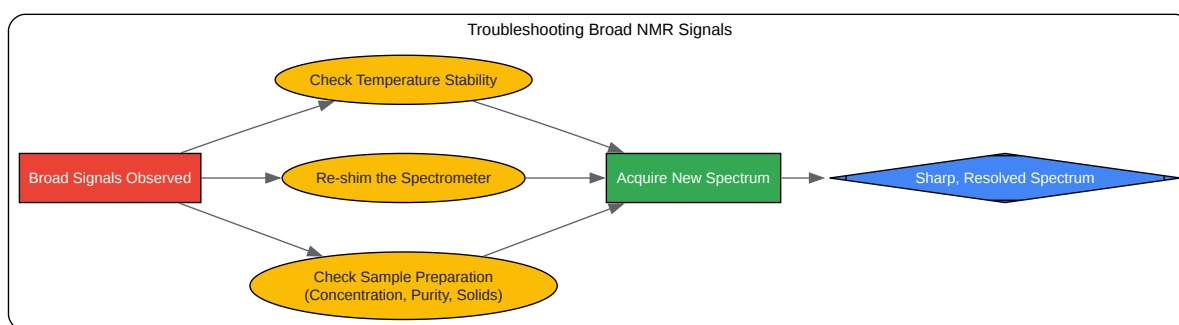 Troubleshooting Broad NMR Signals
Check Temperature Stability
Broad Signals Observed
Re-shim the Spectrometer
Acquire New Spectrum
Sharp, Resolved Spectrum
Check Sample Preparation
(Concentration, Purity, Solids)